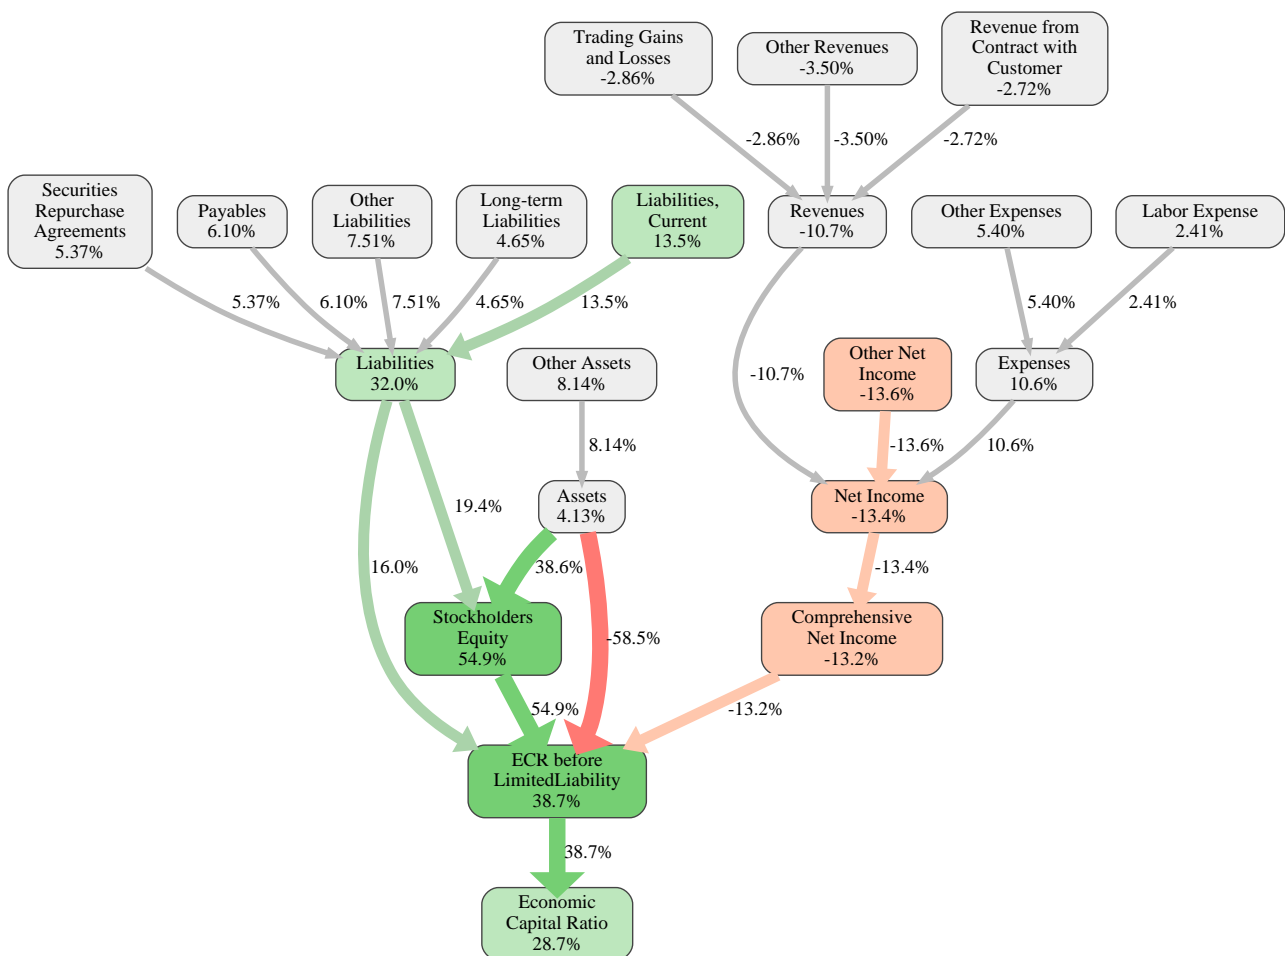 Trading Gains
and Losses
-2.86%
Other Revenues
-3.50%
Revenue from
Contract with
Customer
-2.72%
-2.86%
-3.50%
-2.72%
Securities
Repurchase
Agreements
5.37%
Payables
6.10%
Other
Liabilities
7.51%
Long-term
Liabilities
4.65%
Liabilities,
Current
13.5%
Revenues
-10.7%
Other Expenses
5.40%
Labor Expense
2.41%
5.37%
6.10%
7.51%
4.65%
13.5%
5.40%
2.41%
Liabilities
32.0%
Other Assets
8.14%
-10.7%
Other Net
Income
-13.6%
Expenses
10.6%
8.14%
-13.6%
10.6%
19.4%
Assets
4.13%
Net Income
-13.4%
16.0%
38.6%
-13.4%
Stockholders
Equity
54.9%
-58.5%
Comprehensive
Net Income
-13.2%
54.9%
-13.2%
ECR before
LimitedLiability
38.7%
38.7%
Economic
Capital Ratio
28.7%